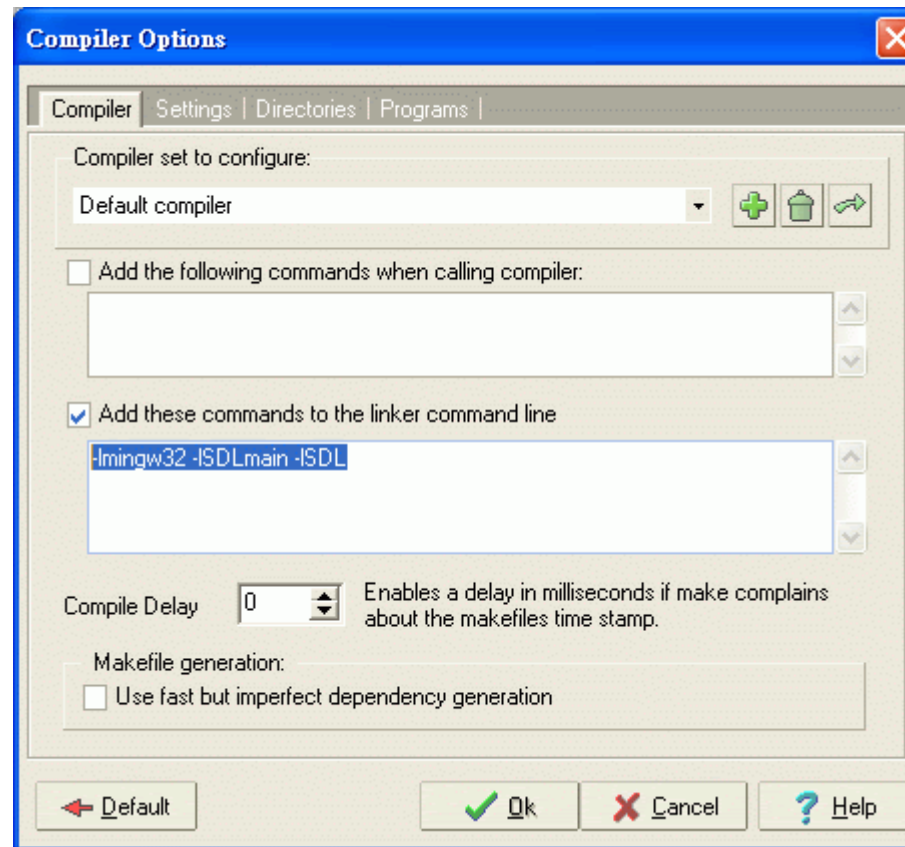 Compiler Options
Compiler Settings Directories Programs
Compiler set to configure:
Default compiler
Add the following commands when calling compiler:
Add these commands to the linker command line
-lmingw32 -lSDLmain -lSDL
Compile Delay 0 Enables a delay in milliseconds if make complains
about the makefiles time stamp.
Makefile generation:
Use fast but imperfect dependency generation
Default Ok Cancel Help